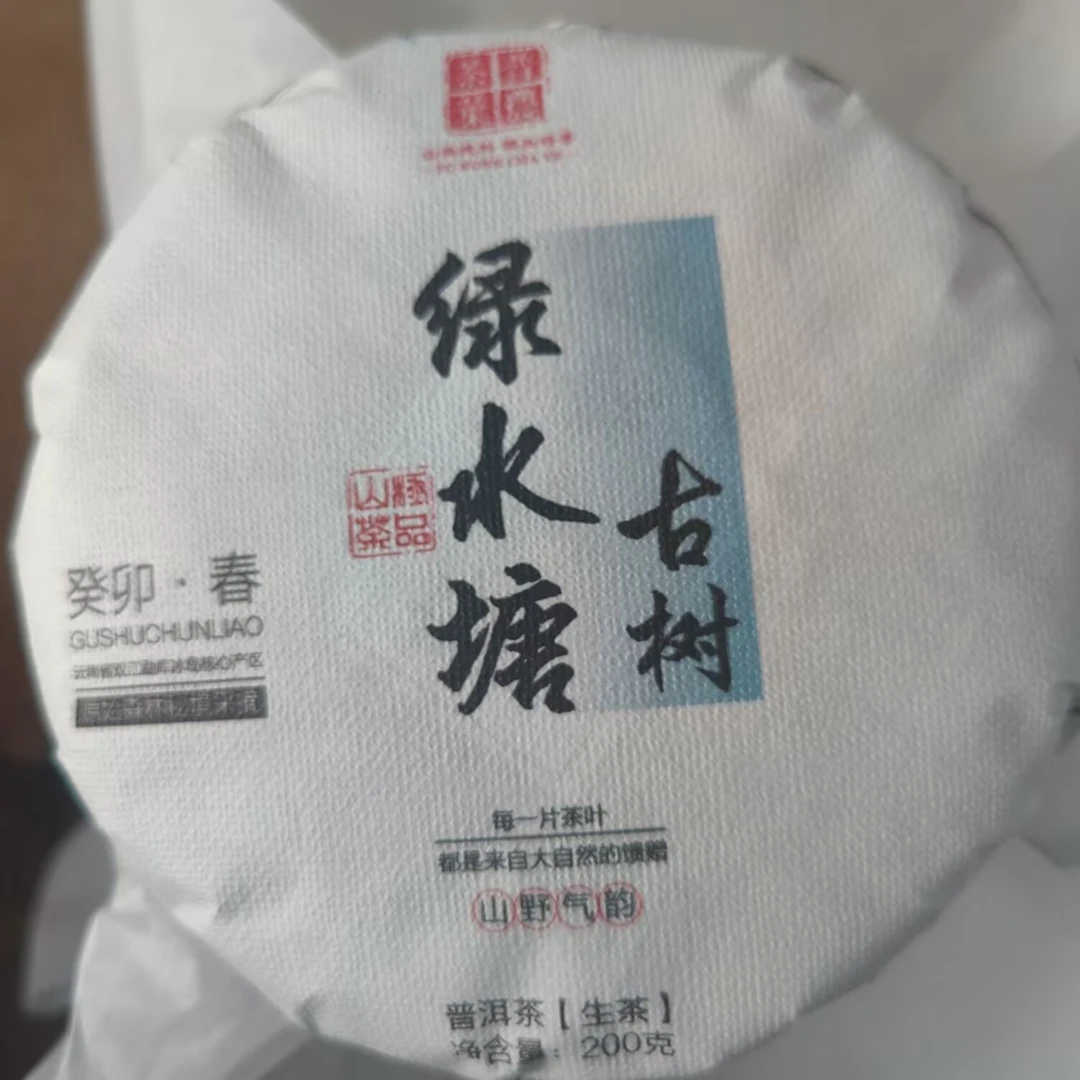 绿水塘
古树
极品
山茶
癸卯·春
GUSHUCHUNLIAO
云南省双江勐库冰岛核心产区
每一片茶叶
都是来自大自然的馈赠
山野气韵
普洱茶【生茶】
净含量：200克